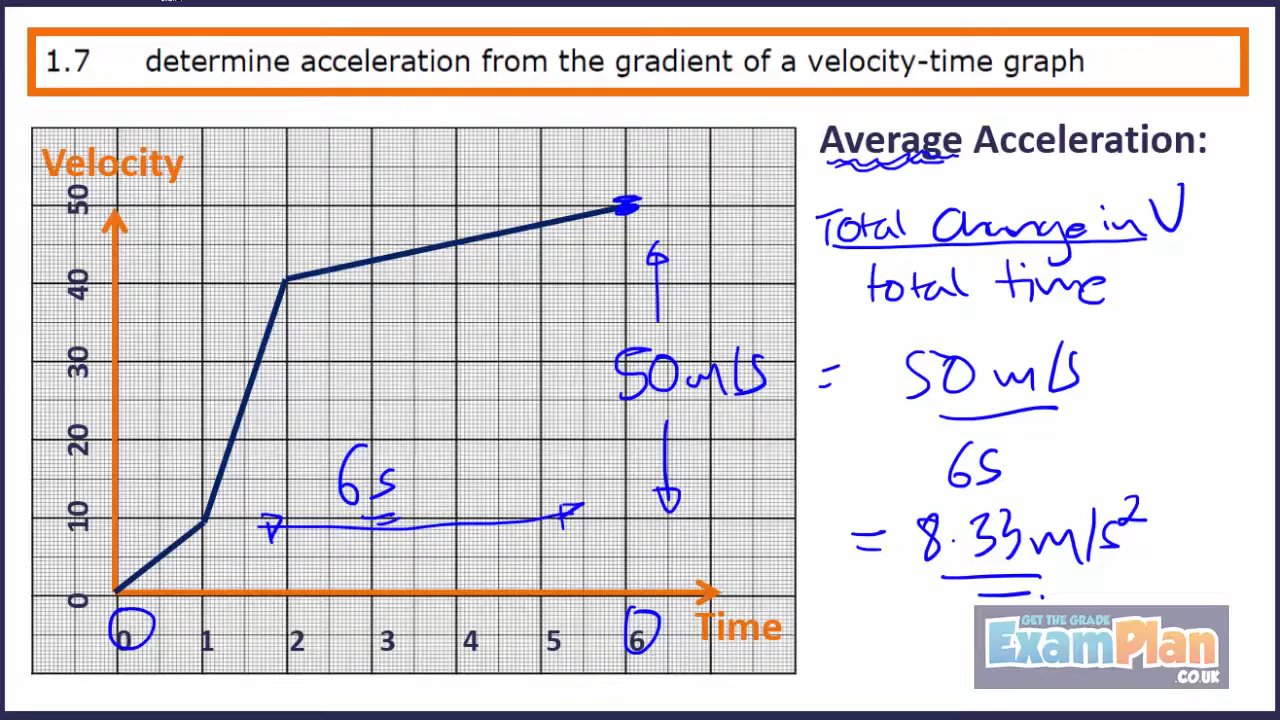 1.7 determine acceleration from the gradient of a velocity-time graph
Velocity
50
40
30
20
10
0
0 1 2 3 4 5 6
Time
6s
50m/s
Average Acceleration:
Total Change in V
total time
= 50m/s
6s
= 8.33m/s²
GET THE GRADE
ExamPlan
.CO.UK